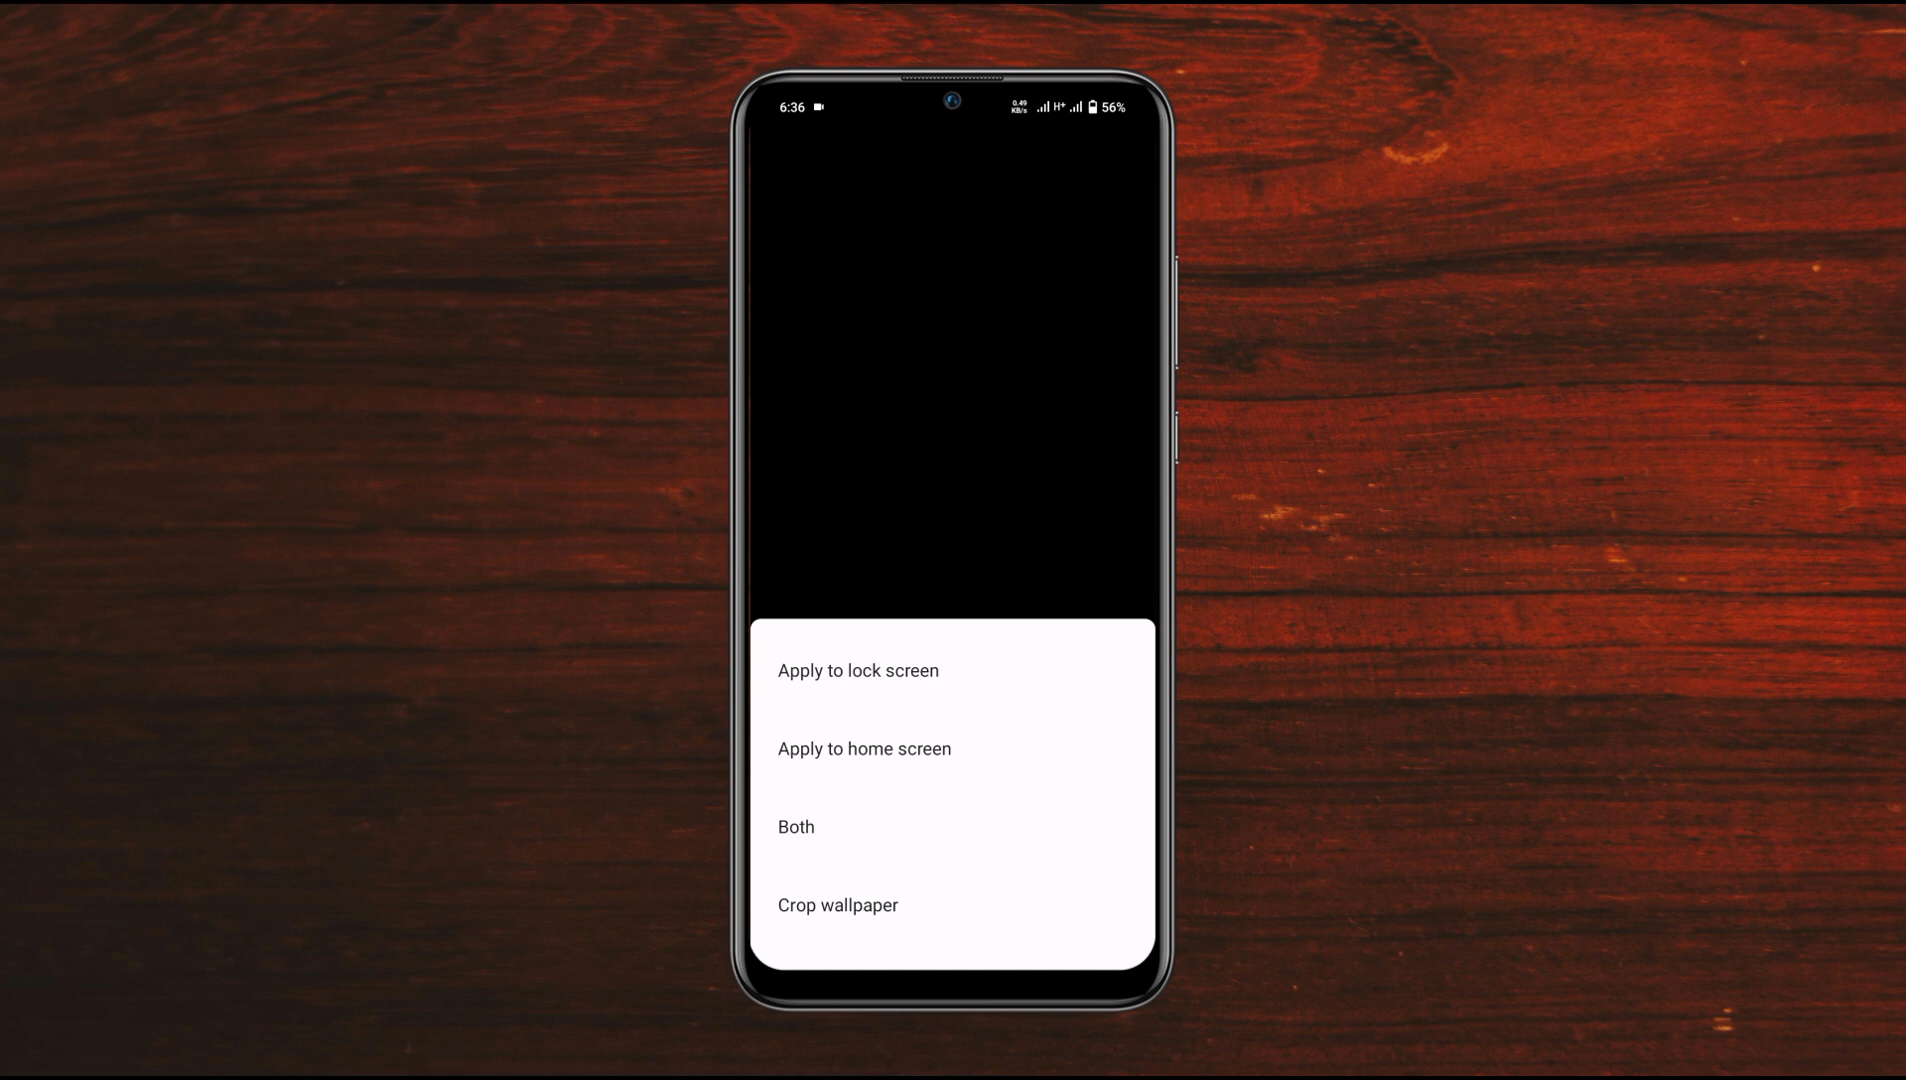 6:36 0.49 KB/s H+ 56%
Apply to lock screen
Apply to home screen
Both
Crop wallpaper